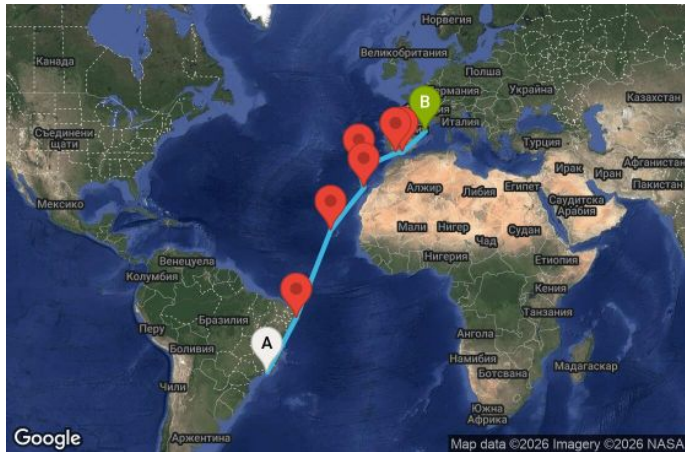 Норвегия
Канада
Великобритания
Полша
Украйна
Казахстан
Италия
Съединени
щати
Турция
Ирак
Афганистан
Иран
Пакистан
Алжир
Либия
Египет
Саудитска
Арабия
Мексико
Мали
Нигер
Судан
Чад
Венецуела
Нигерия
Етиопия
Колумбия
Кения
Бразилия
Танзания
Перу
Ангола
Боливия
Намибия
Мадагаскар
Ботсвана
Чили
Южна
Африка
Аржентина
A
B
Google
Map data ©2026 Imagery ©2026 NASA